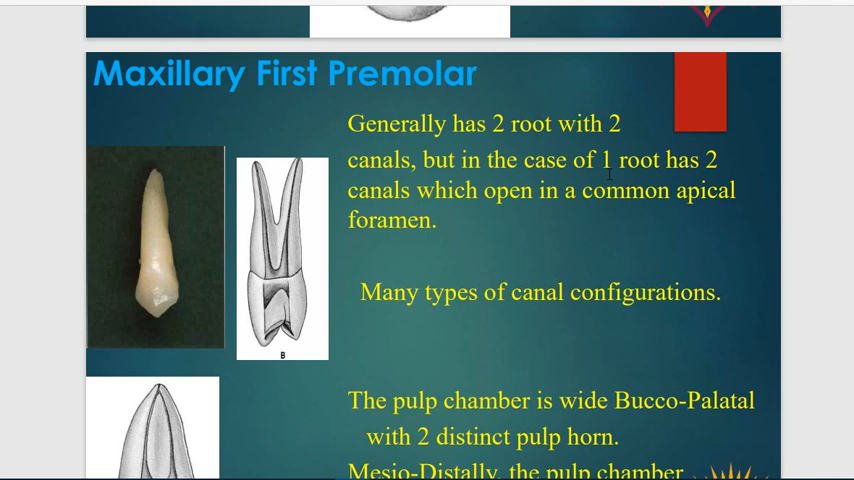 Maxillary First Premolar
Generally has 2 root with 2
canals, but in the case of 1 root has 2
canals which open in a common apical
foramen.
Many types of canal configurations.
B
The pulp chamber is wide Bucco-Palatal
with 2 distinct pulp horn.
Mesio-Distally, the pulp chamber